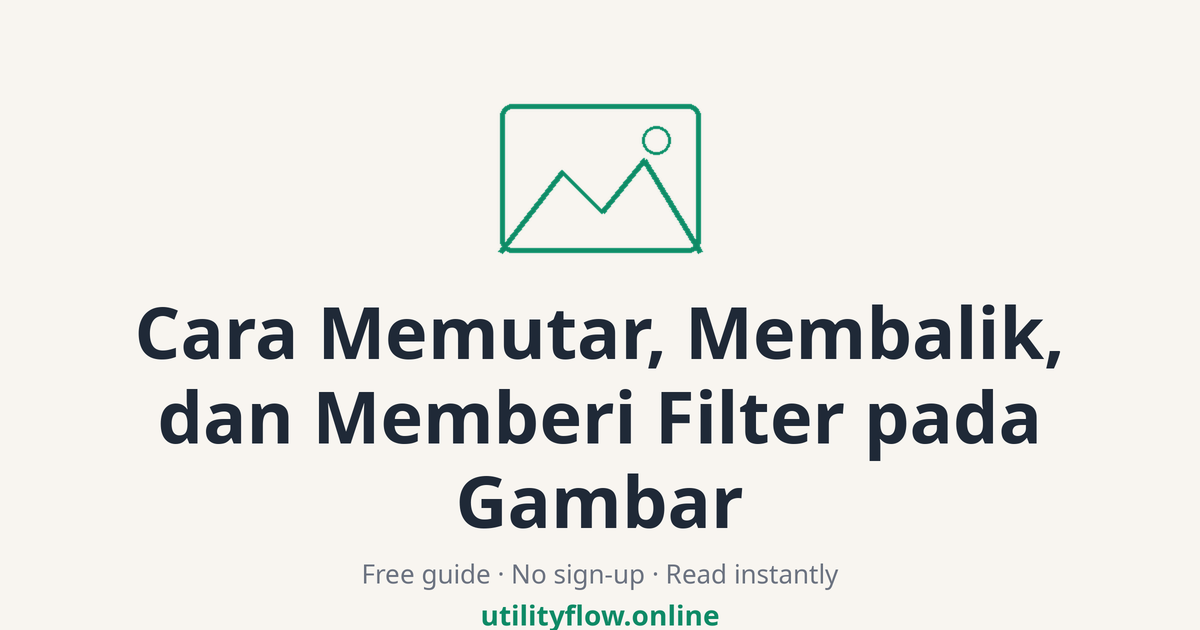 Cara Memutar, Membalik,
dan Memberi Filter pada
Gambar
Free guide · No sign-up · Read instantly
utilityflow.online